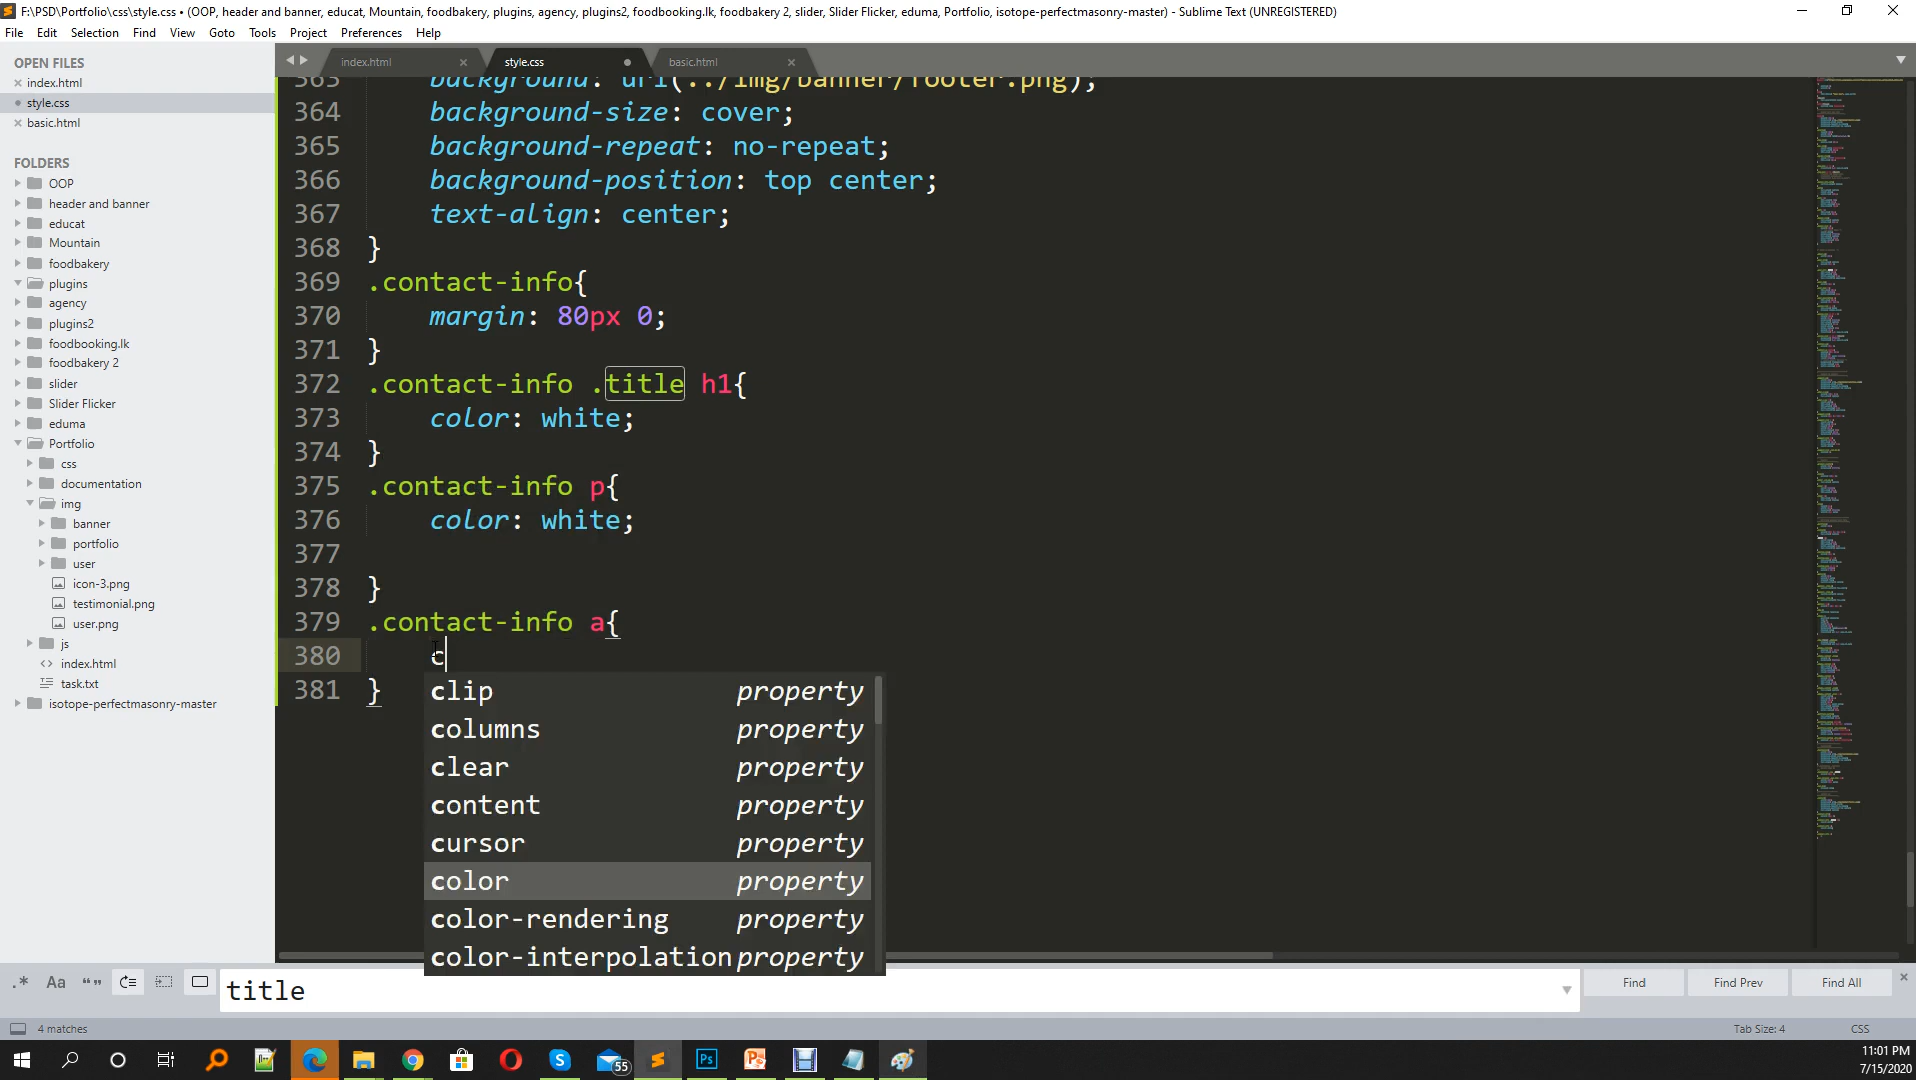 F:\PSD\Portfolio\css\style.css • (OOP, header and banner, educat, Mountain, foodbakery, plugins, agency, plugins2, foodbooking.lk, foodbakery 2, slider, Slider Flicker, eduma, Portfolio, isotope-perfectmasonry-master) - Sublime Text (UNREGISTERED)
File Edit Selection Find View Goto Tools Project Preferences Help
OPEN FILES
index.html
style.css
basic.html
FOLDERS
OOP
header and banner
educat
Mountain
foodbakery
plugins
agency
plugins2
foodbooking.lk
foodbakery 2
slider
Slider Flicker
eduma
Portfolio
css
documentation
img
banner
portfolio
user
icon-3.png
testimonial.png
user.png
js
index.html
task.txt
isotope-perfectmasonry-master
index.html style.css basic.html
363 background: url(../img/banner/footer.png);
364 background-size: cover;
365 background-repeat: no-repeat;
366 background-position: top center;
367 text-align: center;
368 }
369 .contact-info{
370 margin: 80px 0;
371 }
372 .contact-info .title h1{
373 color: white;
374 }
375 .contact-info p{
376 color: white;
377
378 }
379 .contact-info a{
380 c
381 }
clip property
columns property
clear property
content property
cursor property
color property
color-rendering property
color-interpolation property
.* Aa “” title Find Find Prev Find All
4 matches Tab Size: 4 CSS
55
11:01 PM
7/15/2020